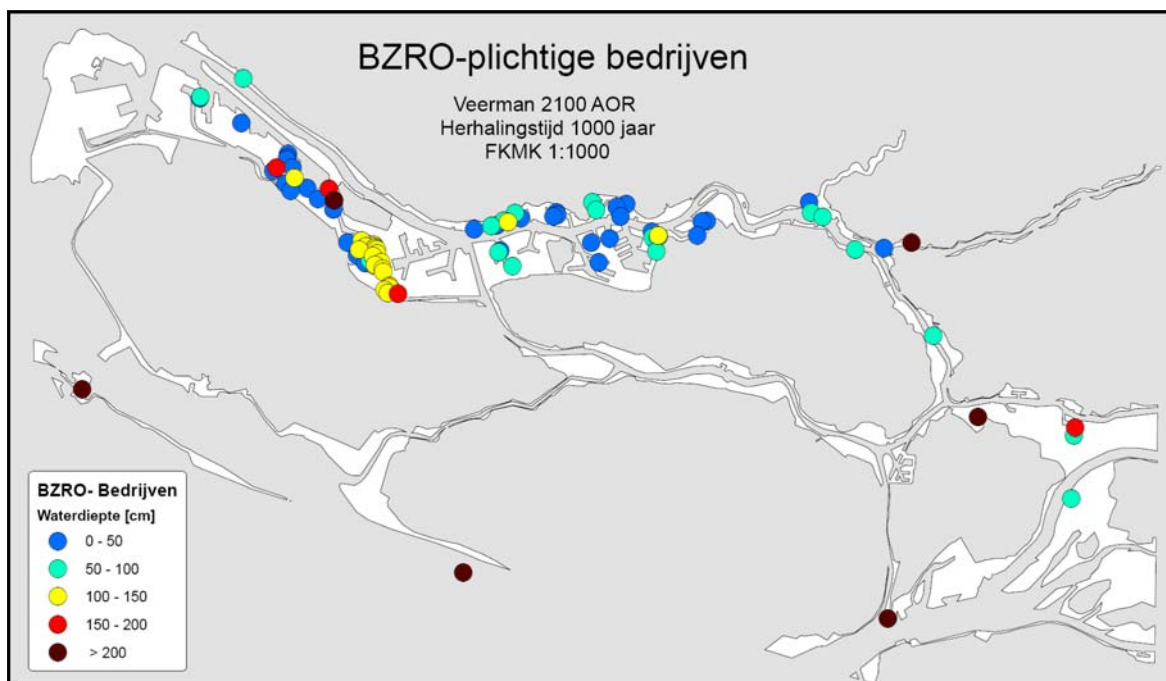 BZRO-plichtige bedrijven
Veerman 2100 AOR
Herhalingstijd 1000 jaar
FKMK 1:1000
BZRO- Bedrijven
Waterdiepte [cm]
0 - 50
50 - 100
100 - 150
150 - 200
> 200